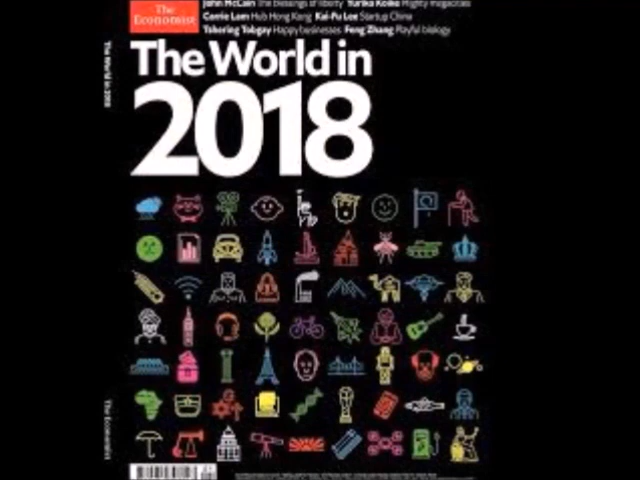 The
Economist
John McCain The blessings of liberty Yuriko Koike Mighty megacities
Carrie Lam Hub Hong Kong Kai-Fu Lee Startup China
Tshering Tobgay Happy businesses Feng Zhang Playful biology
The World in
2018
The World in 2018
The Economist